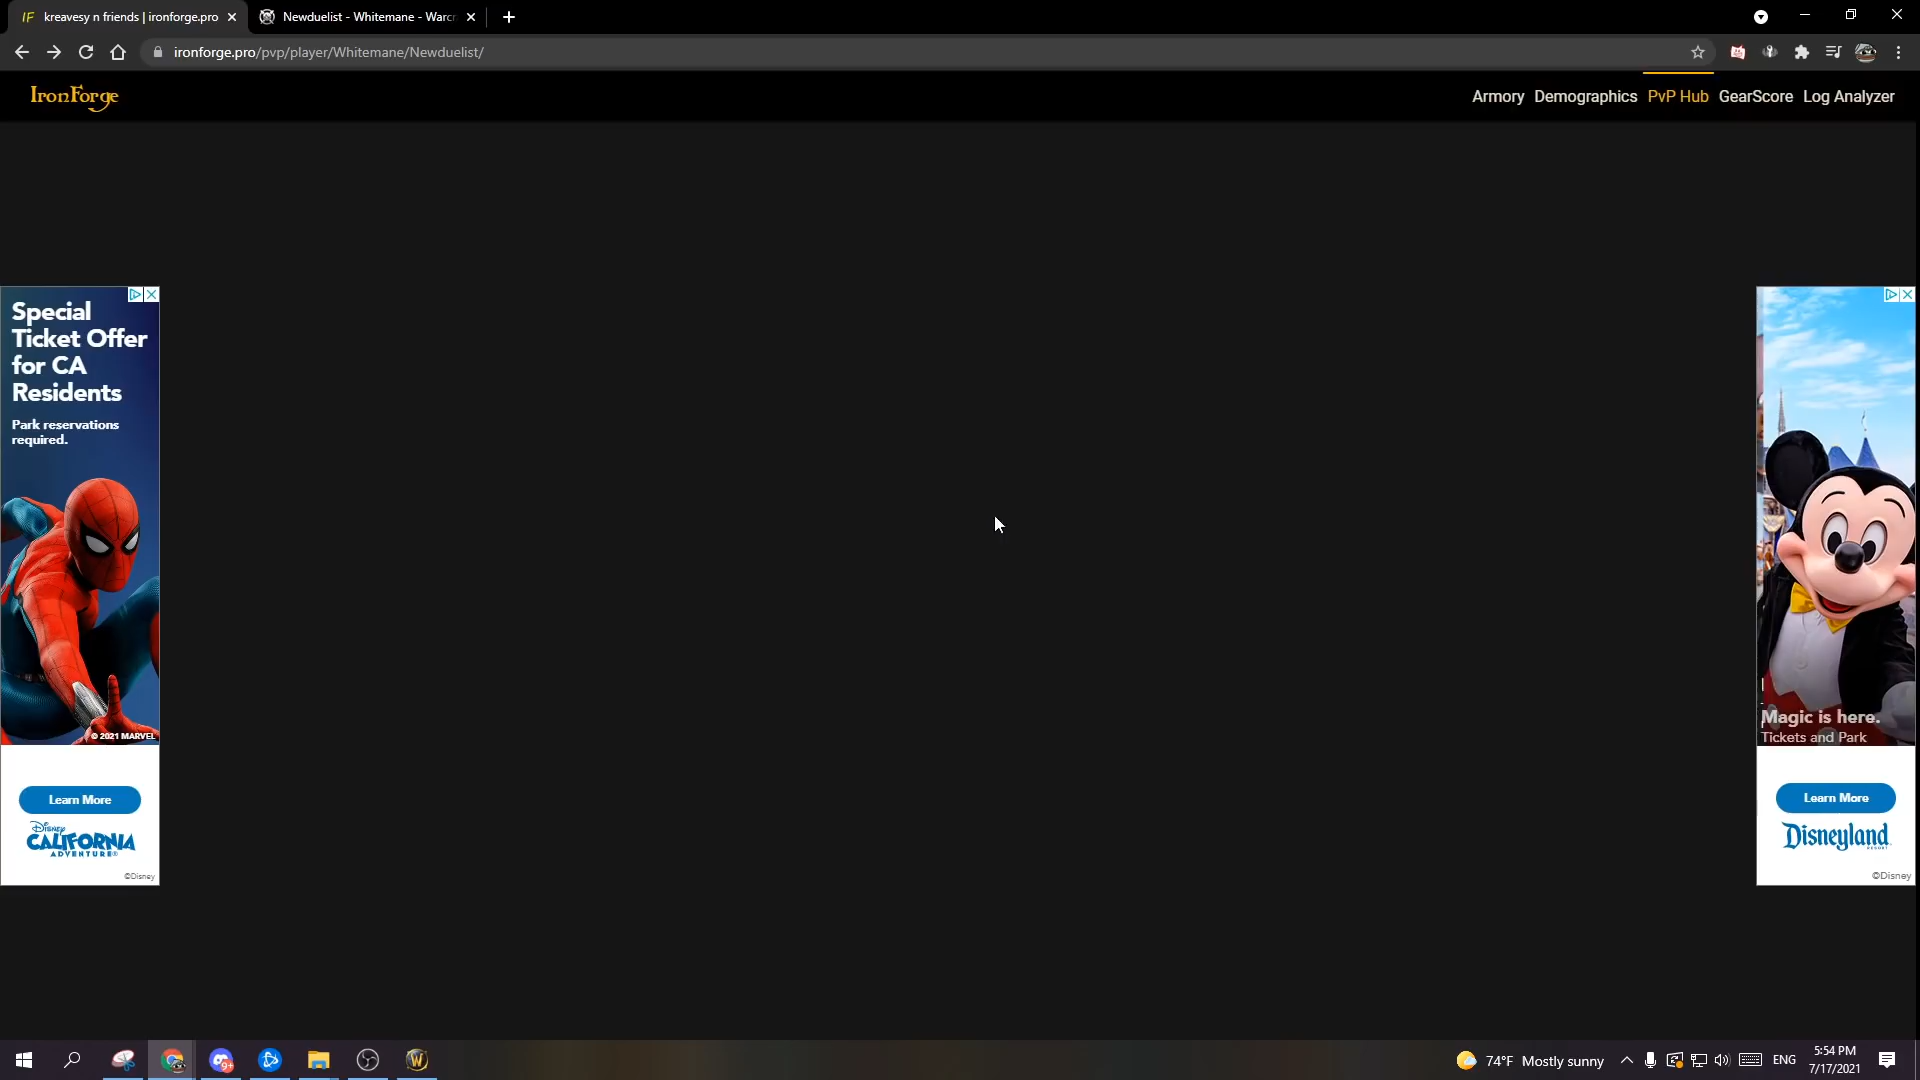 kreavesy n friends | ironforge.pro
Newduelist - Whitemane - Warcr
ironforge.pro/pvp/player/Whitemane/Newduelist/
IronForge
Armory Demographics PvP Hub GearScore Log Analyzer
Special
Ticket Offer
for CA
Residents
Park reservations
required.
© 2021 MARVEL
Learn More
Disney
CALIFORNIA
ADVENTURE®
©Disney
Magic is here.
Tickets and Park
Learn More
Disneyland
RESORT
©Disney
9+
74°F Mostly sunny
ENG
5:54 PM
7/17/2021